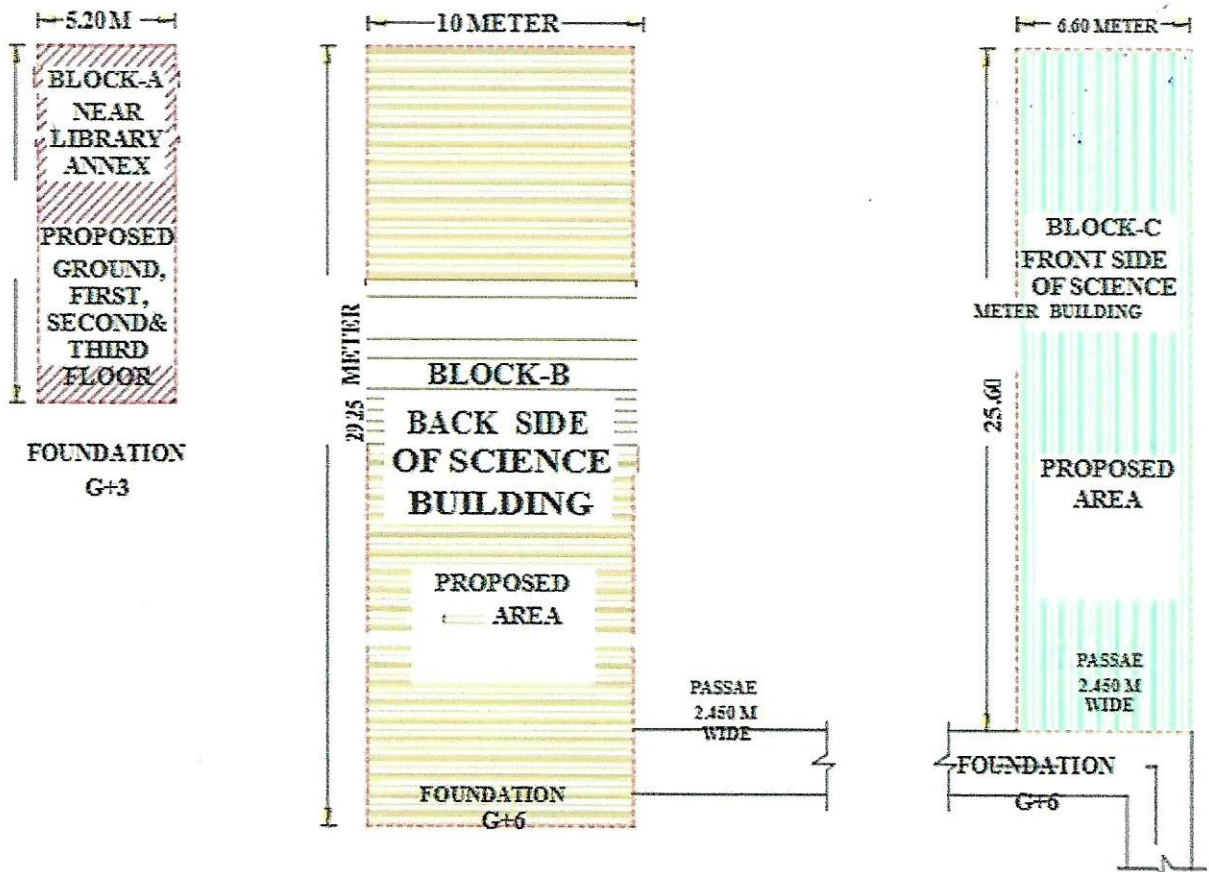 5.20 M
BLOCK-A
NEAR
LIBRARY
ANNEX
PROPOSED
GROUND,
FIRST,
SECOND&
THIRD
FLOOR
FOUNDATION
G+3
10 METER
29.25 METER
BLOCK-B
BACK SIDE
OF SCIENCE
BUILDING
PROPOSED
AREA
FOUNDATION
G+6
PASSAE
2.450 M
WIDE
6.60 METER
BLOCK-C
FRONT SIDE
OF SCIENCE
METER BUILDING
25.60
PROPOSED
AREA
PASSAE
2.450 M
WIDE
FOUNDATION
G+6